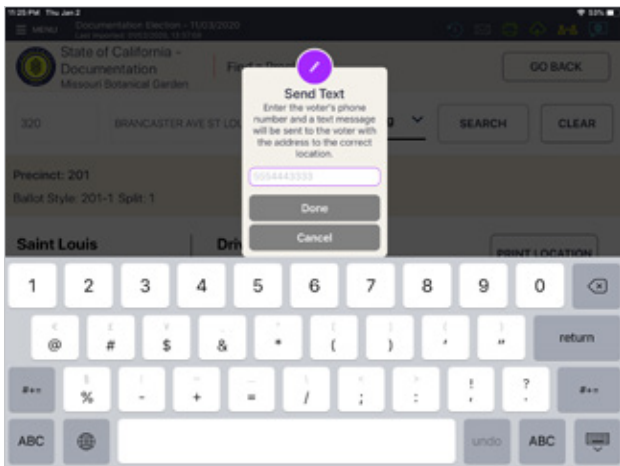 11:25 PM Thu Jan 2
53%
MENU
Documentation Election - 11/03/2020
State of California -
Documentation
Missouri Botanical Garden
GO BACK
Send Text
Enter the voter's phone
number and a text message
will be sent to the voter with
the address to the correct
location.
320
BRANCASTER AVE ST LOU
SEARCH
CLEAR
5554443333
Precinct: 201
Ballot Style: 201-1 Split: 1
Done
Cancel
Saint Louis
Driv
PRINT LOCATION
1 2 3 4 5 6 7 8 9 0
@ # $ & * ( ) ' "
return
#+= % - + = / ; : ! ? #+=
ABC
undo
ABC